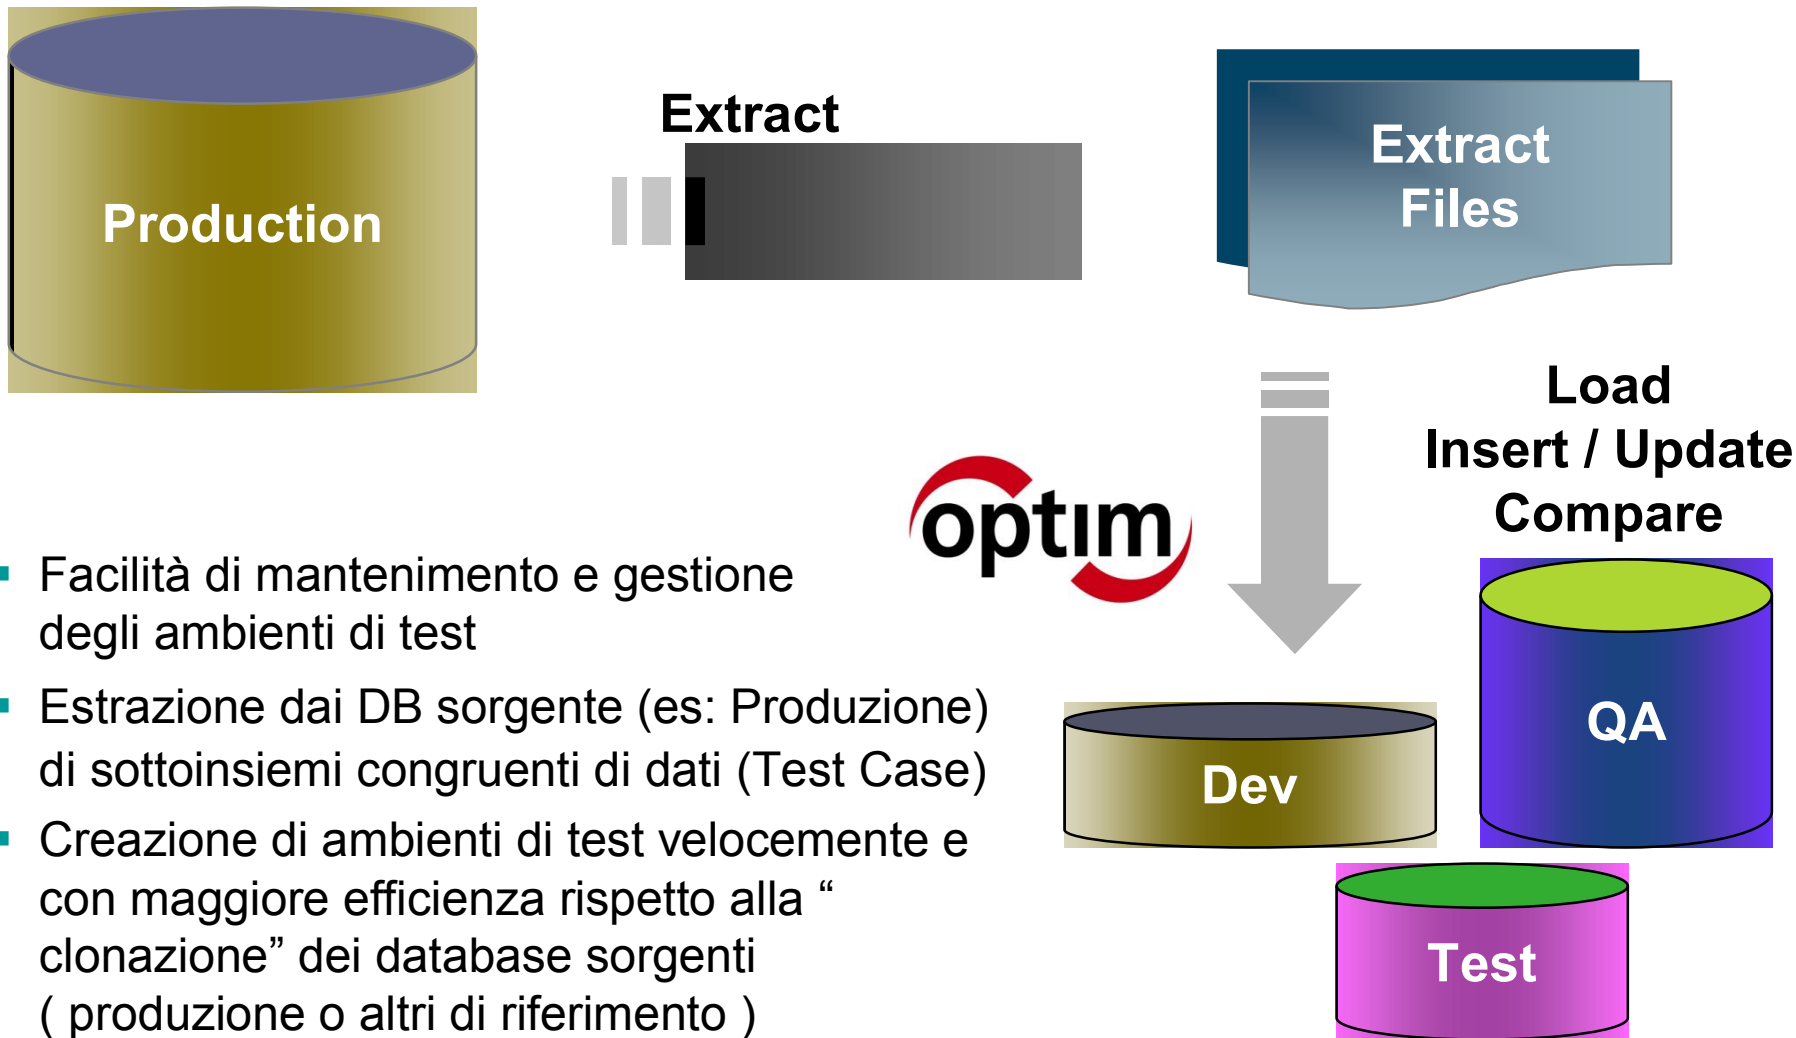 Production
Extract
Extract
Files
Load
Insert / Update
Compare
optim
Facilità di mantenimento e gestione
degli ambienti di test
Estrazione dai DB sorgente (es: Produzione)
di sottoinsiemi congruenti di dati (Test Case)
Creazione di ambienti di test velocemente e
con maggiore efficienza rispetto alla “
clonazione” dei database sorgenti
( produzione o altri di riferimento )
QA
Dev
Test